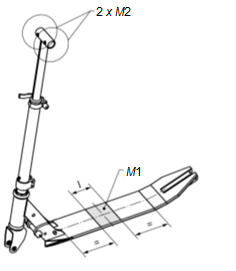 2 x M2
M1
l
=
=